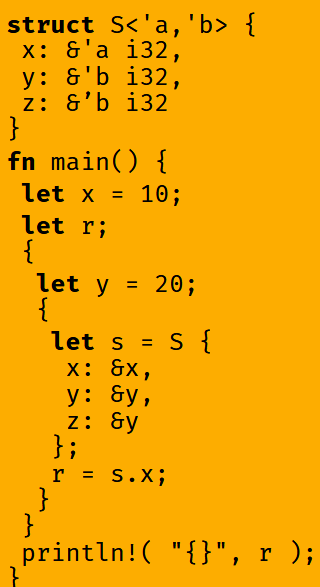 struct S<'a,'b> {
 x: &'a i32,
 y: &'b i32,
 z: &’b i32
}
fn main() {
 let x = 10;
 let r;
 {
  let y = 20;
  {
   let s = S {
    x: &x,
    y: &y,
    z: &y
   };
   r = s.x;
  }
 }
 println!( "{}", r );
}